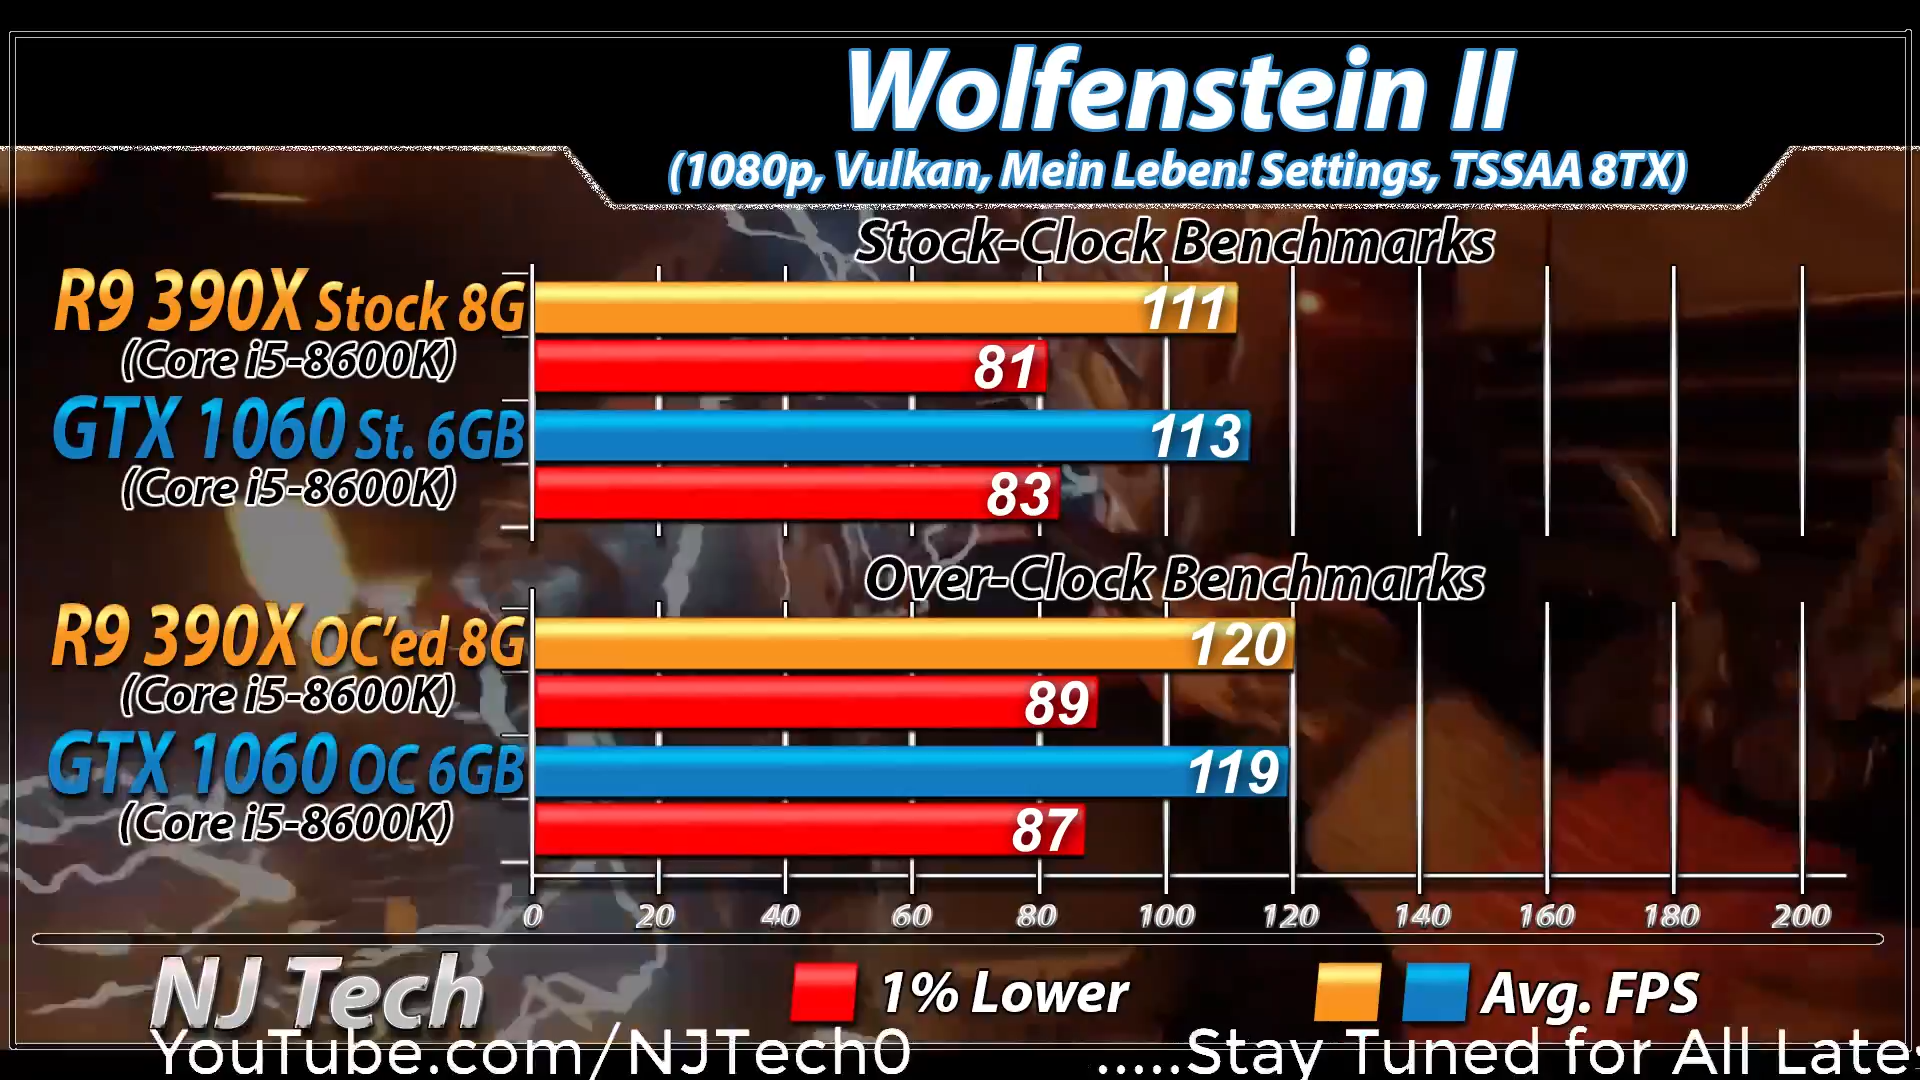 Wolfenstein II
(1080p, Vulkan, Mein Leben! Settings, TSSAA 8TX)
Stock-Clock Benchmarks
R9 390X Stock 8G
111
(Core i5-8600K)
81
GTX 1060 St. 6GB
113
(Core i5-8600K)
83
Over-Clock Benchmarks
R9 390X OC'ed 8G
120
(Core i5-8600K)
89
GTX 1060 OC 6GB
119
(Core i5-8600K)
87
0 20 40 60 80 100 120 140 160 180 200
NJ Tech
1% Lower
Avg. FPS
YouTube.com/NJTech0 .....Stay Tuned for All Late